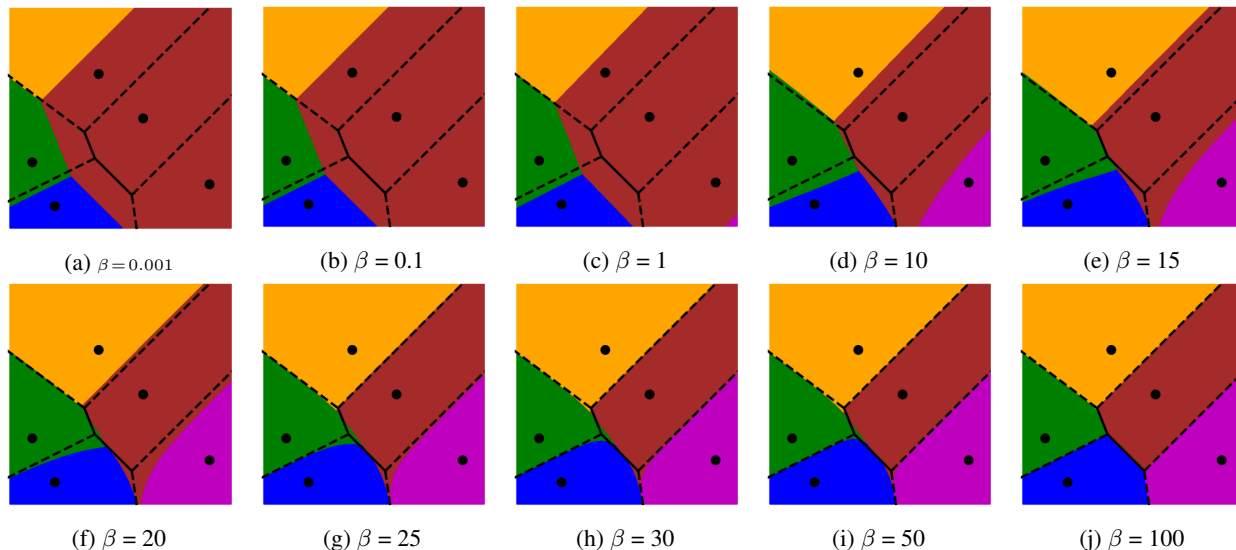 (a) β=0.001
(b) β = 0.1
(c) β = 1
(d) β = 10
(e) β = 15
(f) β = 20
(g) β = 25
(h) β = 30
(i) β = 50
(j) β = 100